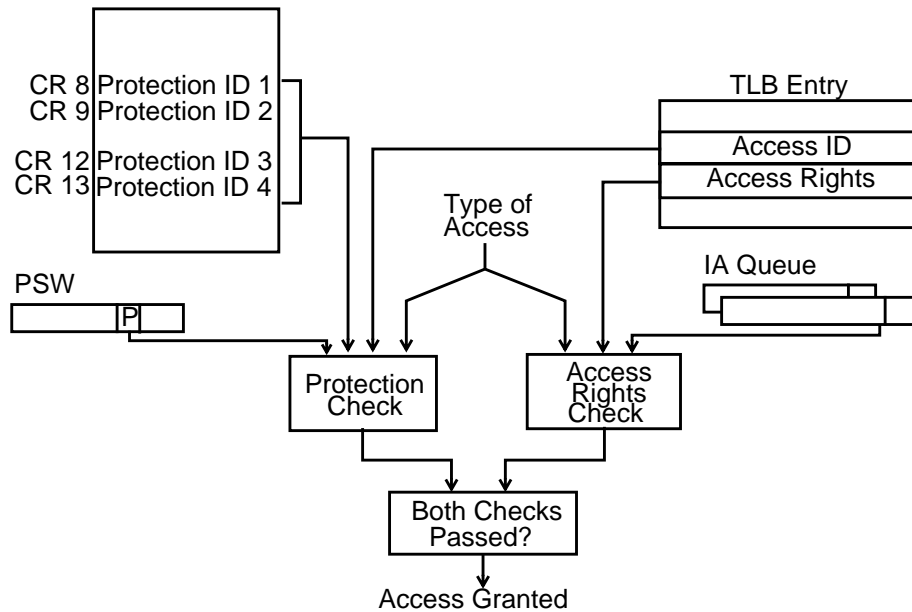 CR 8 Protection ID 1
CR 9 Protection ID 2
CR 12 Protection ID 3
CR 13 Protection ID 4
TLB Entry
Access ID
Access Rights
Type of
Access
PSW
P
IA Queue
Protection
Check
Access
Rights
Check
Both Checks
Passed?
Access Granted